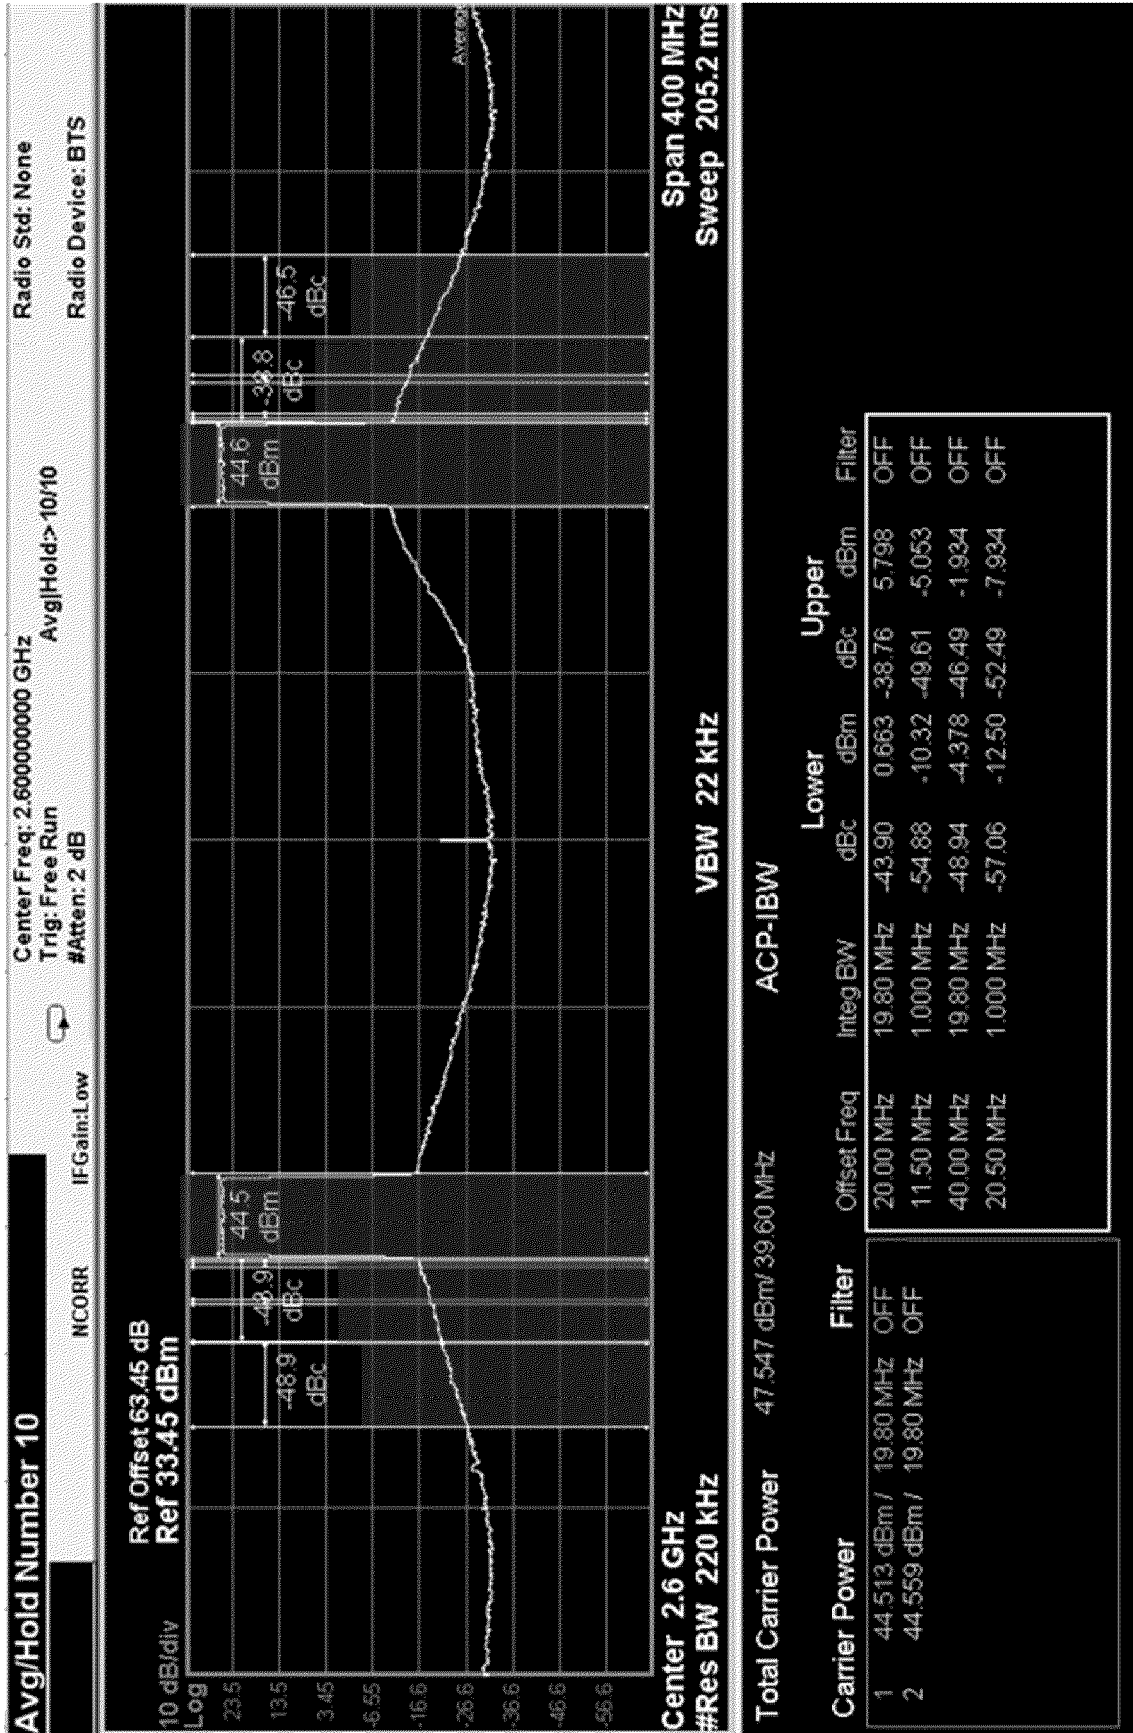 Avg/Hold Number 10
Center Freq: 2.600000000 GHz
Radio Std: None
Trig: Free Run
Avg|Hold:>10/10
NCORR
IFGain:Low
#Atten: 2 dB
Radio Device: BTS
Ref Offset 63.45 dB
10 dB/div
Ref 33.45 dBm
Log
23.5
13.5
3.45
-6.55
-16.6
-26.6
-36.6
-46.6
-56.6
-48.9
dBc
-43.9
dBc
44.5
dBm
44.6
dBm
-38.8
dBc
-46.5
dBc
Average
Center 2.6 GHz
Span 400 MHz
#Res BW 220 kHz
VBW 22 kHz
Sweep 205.2 ms
Total Carrier Power 47.547 dBm/ 39.60 MHz
ACP-IBW
Lower Upper
Carrier Power Filter
Offset Freq Integ BW dBc dBm dBc dBm Filter
1 44.513 dBm / 19.80 MHz OFF
2 44.559 dBm / 19.80 MHz OFF
20.00 MHz 19.80 MHz -43.90 0.663 -38.76 5.798 OFF
11.50 MHz 1.000 MHz -54.88 -10.32 -49.61 -5.053 OFF
40.00 MHz 19.80 MHz -48.94 -4.378 -46.49 -1.934 OFF
20.50 MHz 1.000 MHz -57.06 -12.50 -52.49 -7.934 OFF